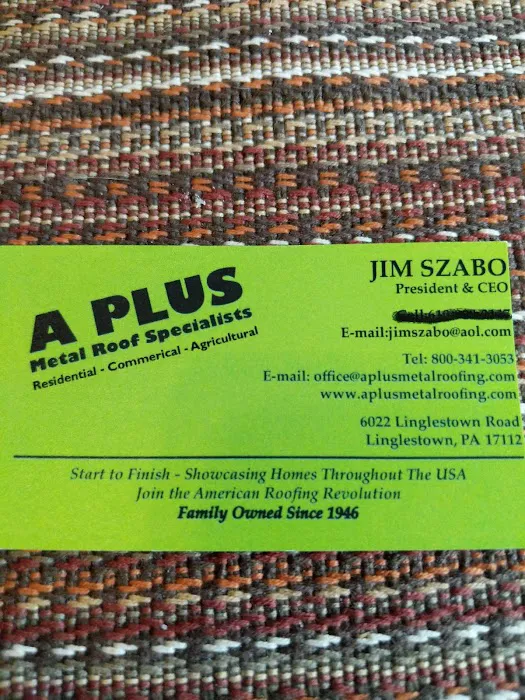 A PLUS
Metal Roof Specialists
Residential - Commerical - Agricultural
JIM SZABO
President & CEO
E-mail:jimszabo@aol.com
Tel: 800-341-3053
E-mail: office@aplusmetalroofing.com
www.aplusmetalroofing.com
6022 Linglestown Road
Linglestown, PA 17112
Start to Finish - Showcasing Homes Throughout The USA
Join the American Roofing Revolution
Family Owned Since 1946